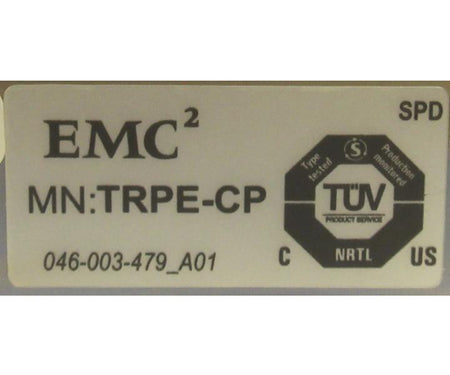 SPD
EMC²
MN:TRPE-CP
046-003-479_A01
Type tested
S
Production monitored
TÜV
PRODUCT SERVICE
C
NRTL
US